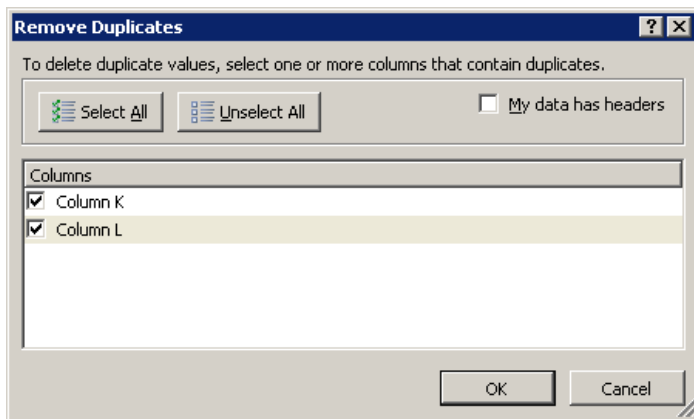 Remove Duplicates
To delete duplicate values, select one or more columns that contain duplicates.
Select All Unselect All My data has headers
Columns
Column K
Column L
OK Cancel